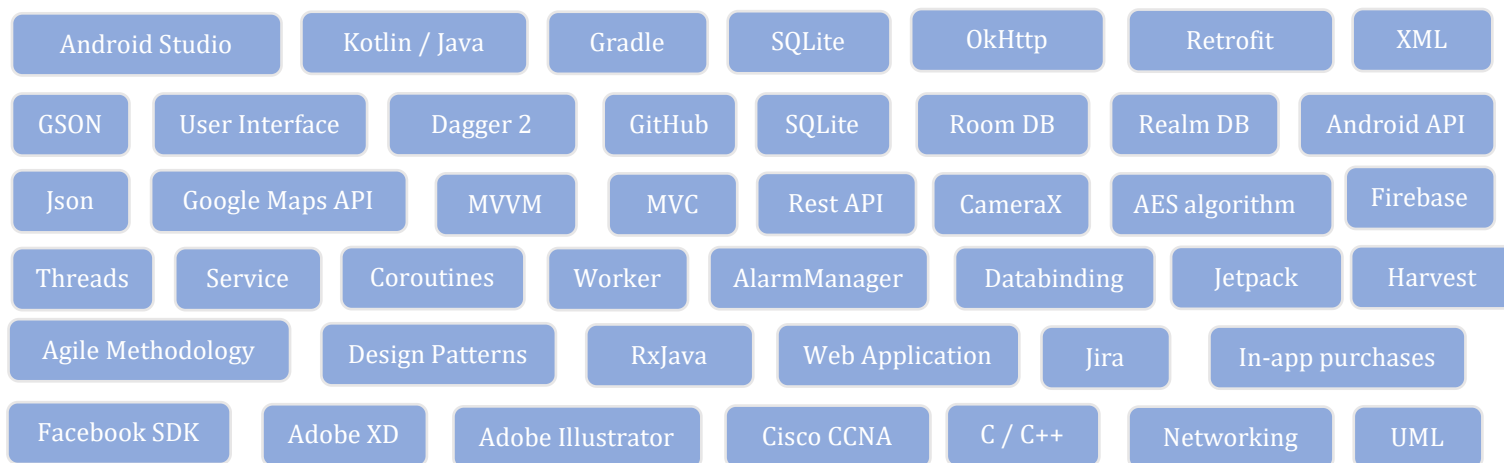 Android Studio Kotlin / Java Gradle SQLite OkHttp Retrofit XML
GSON User Interface Dagger 2 GitHub SQLite Room DB Realm DB Android API
Json Google Maps API MVVM MVC Rest API CameraX AES algorithm Firebase
Threads Service Coroutines Worker AlarmManager Databinding Jetpack Harvest
Agile Methodology Design Patterns RxJava Web Application Jira In-app purchases
Facebook SDK Adobe XD Adobe Illustrator Cisco CCNA C / C++ Networking UML